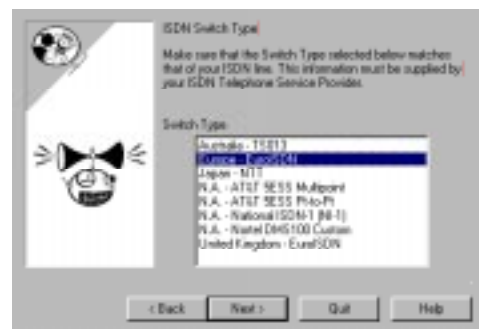 ISDN Switch Type
Make sure that the Switch Type selected below matches
that of your ISDN line. This information must be supplied by
your ISDN Telephone Service Provider.
Switch Type:
Australia - TS013
Europe - EuroISDN
Japan - N11
N.A. - AT&T 5ESS Multipoint
N.A. - AT&T 5ESS Pt-to-Pt
N.A. - National ISDN-1 (NI-1)
N.A. - Nortel DMS100 Custom
United Kingdom - EuroISDN
< Back
Next >
Quit
Help